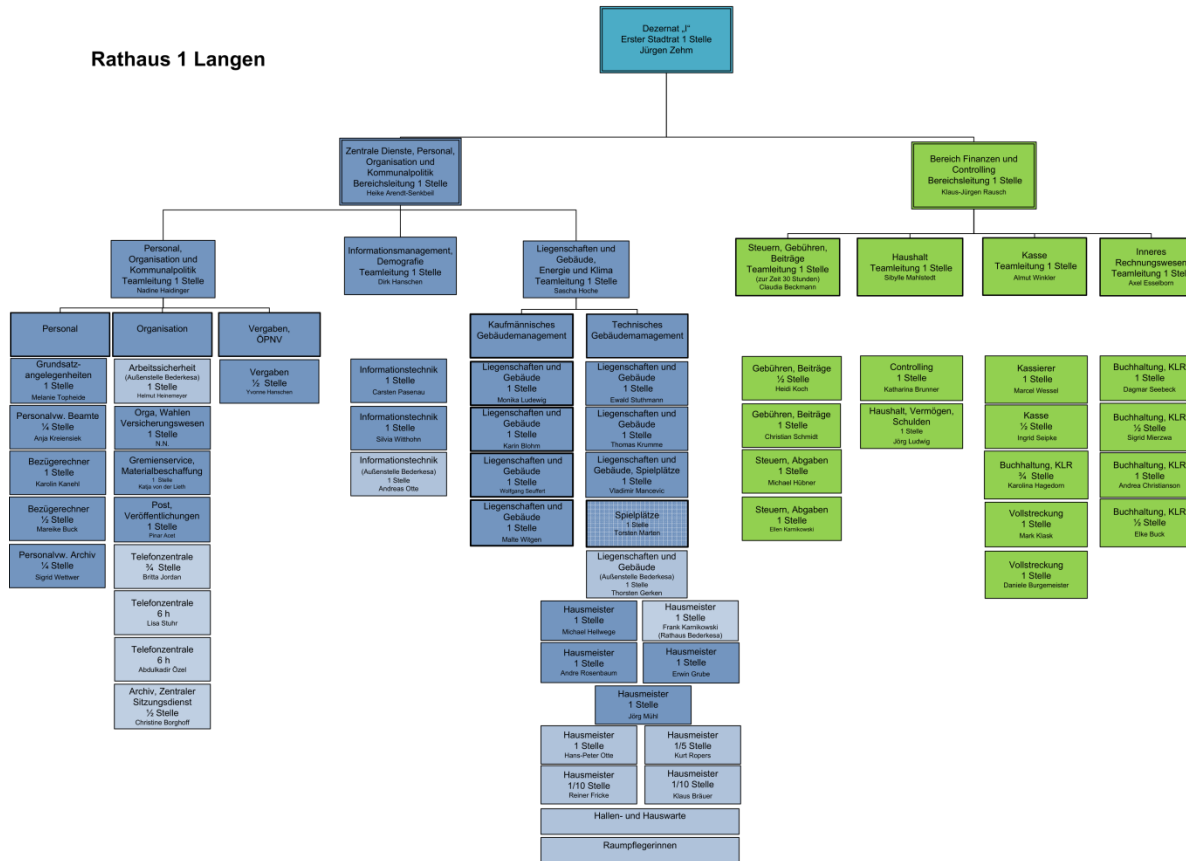 Rathaus 1 Langen
Dezernat „I"
Erster Stadtrat 1 Stelle
Jürgen Zehm
Zentrale Dienste, Personal,
Organisation und
Kommunalpolitik
Bereichsleitung 1 Stelle
Heike Arendt-Senkbeil
Bereich Finanzen und
Controlling
Bereichsleitung 1 Stelle
Klaus-Jürgen Rausch
Personal,
Organisation und
Kommunalpolitik
Teamleitung 1 Stelle
Nadine Haidinger
Informationsmanagement,
Demografie
Teamleitung 1 Stelle
Dirk Hanschen
Liegenschaften und
Gebäude,
Energie und Klima
Teamleitung 1 Stelle
Sascha Hoche
Steuern, Gebühren,
Beiträge
Teamleitung 1 Stelle
(zur Zeit 30 Stunden)
Claudia Beckmann
Haushalt
Teamleitung 1 Stelle
Sibylle Mahlstedt
Kasse
Teamleitung 1 Stelle
Almut Winkler
Inneres
Rechnungswesen
Teamleitung 1 Stelle
Axel Esselborn
Personal
Grundsatz-
angelegenheiten
1 Stelle
Melanie Topheide
Personalvw. Beamte
¼ Stelle
Anja Kreiensiek
Bezügerechner
1 Stelle
Karolin Kanehl
Bezügerechner
½ Stelle
Mareike Buck
Personalvw. Archiv
¼ Stelle
Sigrid Wettwer
Organisation
Arbeitssicherheit
(Außenstelle Bederkesa)
1 Stelle
Helmut Heinemeyer
Orga, Wahlen
Versicherungswesen
1 Stelle
N.N.
Gremienservice,
Materialbeschaffung
1 Stelle
Katja von der Lieth
Post,
Veröffentlichungen
1 Stelle
Pinar Acet
Telefonzentrale
¾ Stelle
Britta Jordan
Telefonzentrale
6 h
Lisa Stuhr
Telefonzentrale
6 h
Abdulkadir Özel
Archiv, Zentraler
Sitzungsdienst
½ Stelle
Christine Borghoff
Vergaben,
ÖPNV
Vergaben
½ Stelle
Yvonne Hanschen
Informationstechnik
1 Stelle
Carsten Pasenau
Informationstechnik
1 Stelle
Silvia Witthohn
Informationstechnik
(Außenstelle Bederkesa)
1 Stelle
Andreas Otte
Kaufmännisches
Gebäudemanagement
Liegenschaften und
Gebäude
1 Stelle
Monika Ludewig
Liegenschaften und
Gebäude
1 Stelle
Karin Blohm
Liegenschaften und
Gebäude
1 Stelle
Wolfgang Seuffert
Liegenschaften und
Gebäude
1 Stelle
Malte Witgen
Technisches
Gebäudemamagement
Liegenschaften und
Gebäude
1 Stelle
Ewald Stuthmann
Liegenschaften und
Gebäude
1 Stelle
Thomas Krumme
Liegenschaften und
Gebäude, Spielplätze
1 Stelle
Vladimir Mancevic
Spielplätze
1 Stelle
Torsten Marten
Liegenschaften und
Gebäude
(Außenstelle Bederkesa)
1 Stelle
Thorsten Gerken
Hausmeister
1 Stelle
Michael Hellwege
Hausmeister
1 Stelle
Frank Karnikowski
(Rathaus Bederkesa)
Hausmeister
1 Stelle
Andre Rosenbaum
Hausmeister
1 Stelle
Erwin Grube
Hausmeister
1 Stelle
Jörg Mühl
Hausmeister
1 Stelle
Hans-Peter Otte
Hausmeister
1/5 Stelle
Kurt Ropers
Hausmeister
1/10 Stelle
Reiner Fricke
Hausmeister
1/10 Stelle
Klaus Bräuer
Hallen- und Hauswarte
Raumpflegerinnen
Gebühren, Beiträge
½ Stelle
Heidi Koch
Gebühren, Beiträge
1 Stelle
Christian Schmidt
Steuern, Abgaben
1 Stelle
Michael Hübner
Steuern, Abgaben
1 Stelle
Ellen Karnikowski
Controlling
1 Stelle
Katharina Brunner
Haushalt, Vermögen,
Schulden
1 Stelle
Jörg Ludwig
Kassierer
1 Stelle
Marcel Wessel
Kasse
½ Stelle
Ingrid Seipke
Buchhaltung, KLR
¾ Stelle
Karolina Hagedorn
Vollstreckung
1 Stelle
Mark Klask
Vollstreckung
1 Stelle
Daniele Burgemeister
Buchhaltung, KLR
1 Stelle
Dagmar Seebeck
Buchhaltung, KLR
½ Stelle
Sigrid Mierzwa
Buchhaltung, KLR
1 Stelle
Andrea Christianson
Buchhaltung, KLR
½ Stelle
Elke Buck